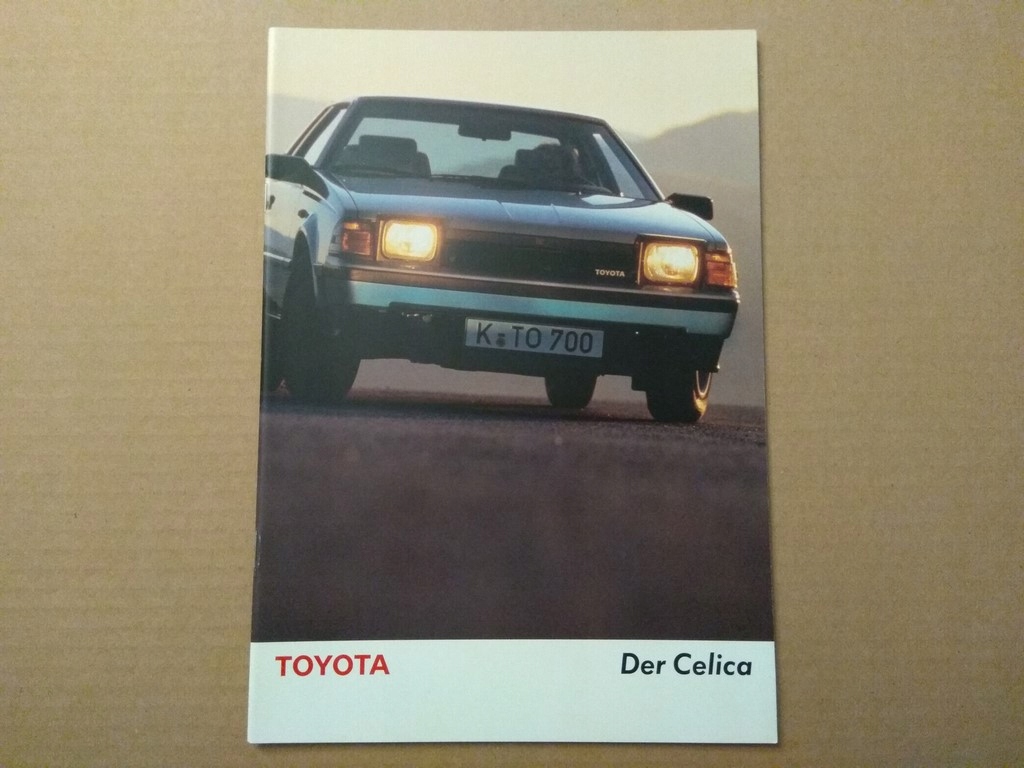 TOYOTA
K TO 700
TOYOTA
Der Celica